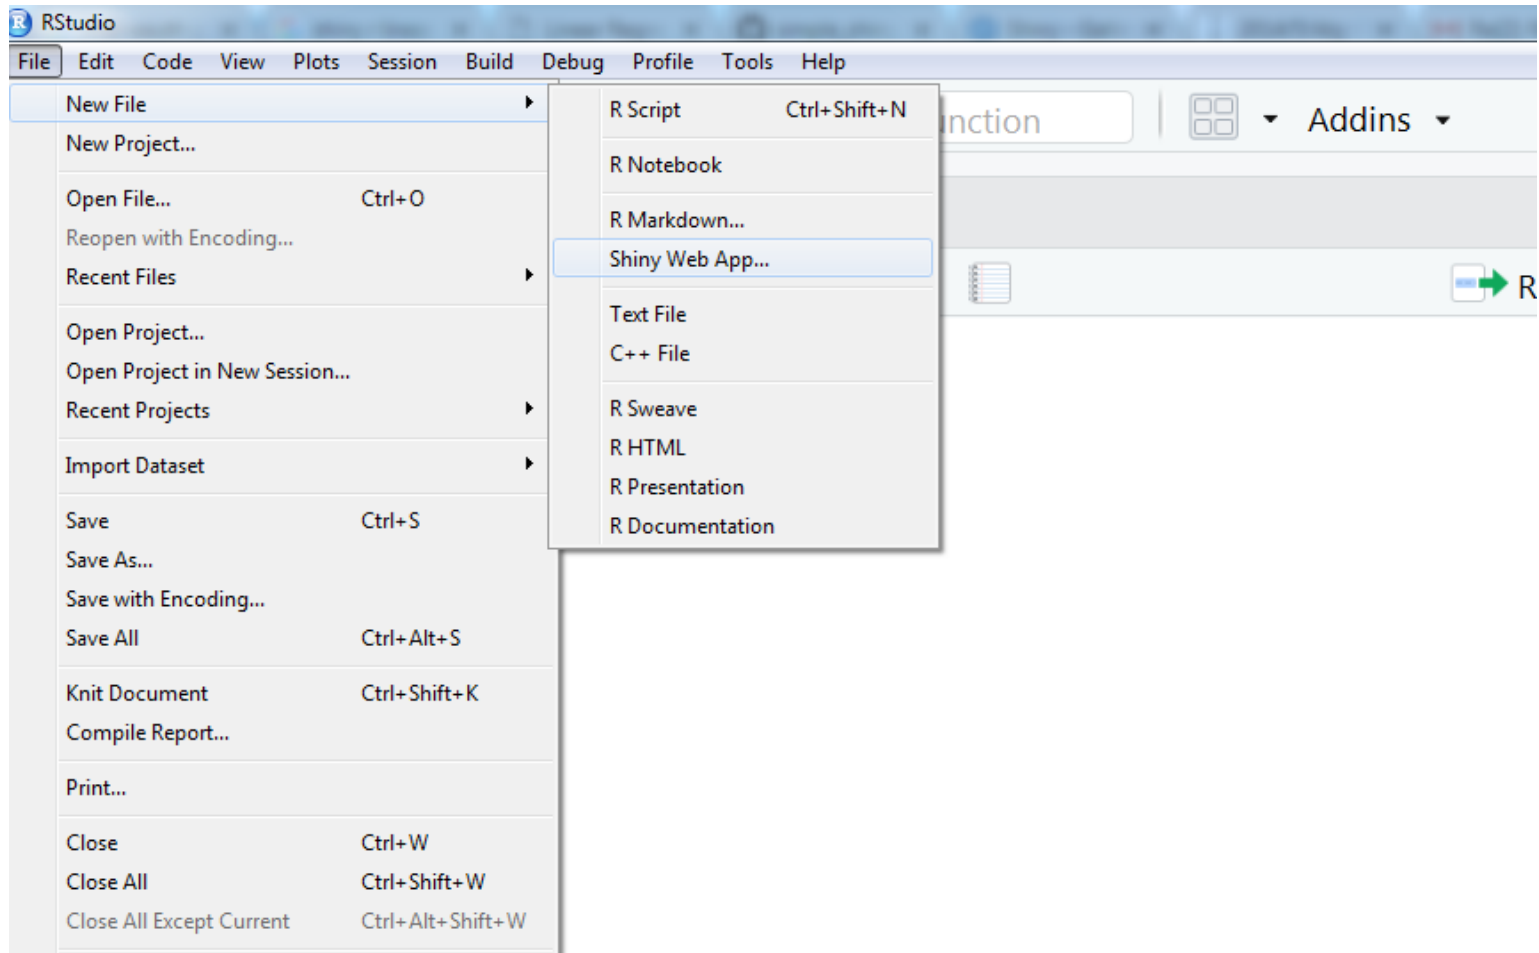 RStudio
File Edit Code View Plots Session Build Debug Profile Tools Help
New File
New Project...
Open File... Ctrl+O
Reopen with Encoding...
Recent Files
Open Project...
Open Project in New Session...
Recent Projects
Import Dataset
Save Ctrl+S
Save As...
Save with Encoding...
Save All Ctrl+Alt+S
Knit Document Ctrl+Shift+K
Compile Report...
Print...
Close Ctrl+W
Close All Ctrl+Shift+W
Close All Except Current Ctrl+Alt+Shift+W
R Script Ctrl+Shift+N
R Notebook
R Markdown...
Shiny Web App...
Text File
C++ File
R Sweave
R HTML
R Presentation
R Documentation
unction
Addins
R